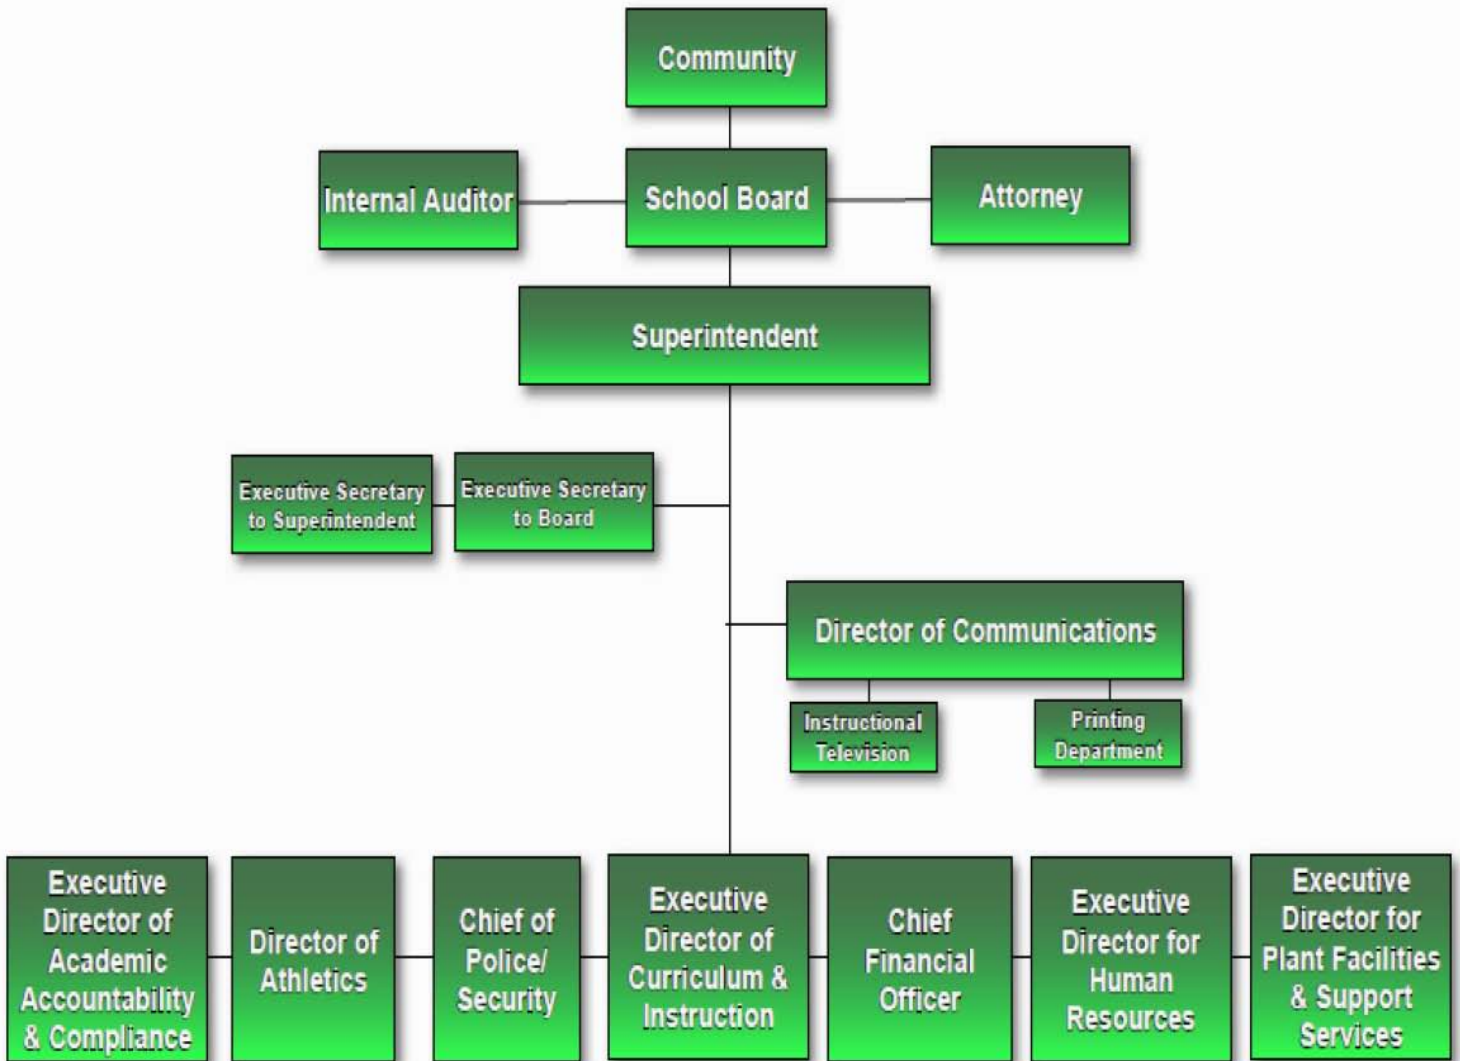 Community
Internal Auditor
School Board
Attorney
Superintendent
Executive Secretary
to Superintendent
Executive Secretary
to Board
Director of Communications
Instructional
Television
Printing
Department
Executive
Director of
Academic
Accountability
& Compliance
Director of
Athletics
Chief of
Police/
Security
Executive
Director of
Curriculum &
Instruction
Chief
Financial
Officer
Executive
Director for
Human
Resources
Executive
Director for
Plant Facilities
& Support
Services